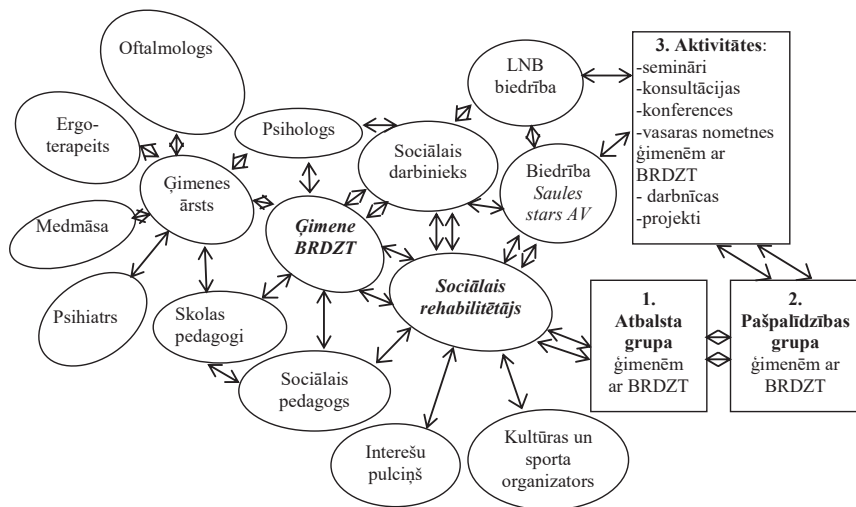 Oftalmologs
Ergo-
terapeits
Medmāsa
Psihiatrs
Ģimenes
ārsts
Psihologs
Skolas
pedagogi
Ģimene
BRDZT
Sociālais
pedagogs
Sociālais
darbinieks
LNB
biedrība
Biedrība
Saules
stars AV
Sociālais
rehabilitētājs
Interešu
pulciņš
Kultūras un
sporta
organizators
3. Aktivitātes:
-semināri
-konsultācijas
-konferences
-vasaras nometnes
ģimenēm ar
BRDZT
- darbnīcas
-projekti
1.
Atbalsta
grupa
ģimenēm
ar BRDZT
2.
Pašpalīdzības
grupa
ģimenēm ar
BRDZT